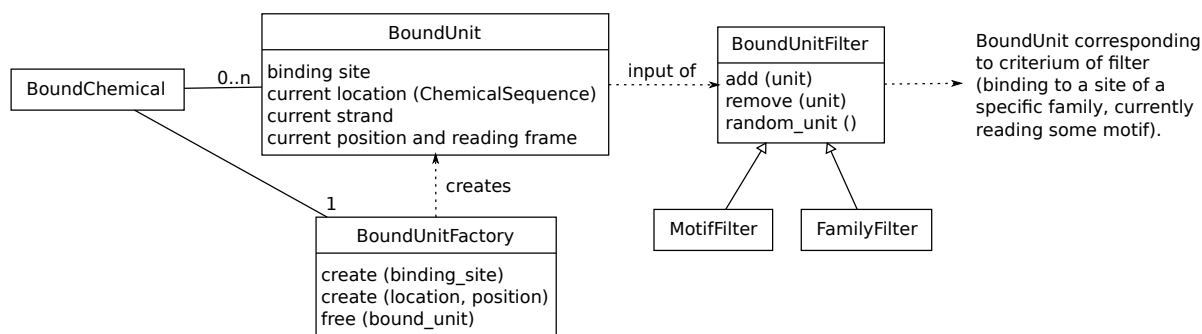 BoundChemical
0..n
BoundUnit
binding site
current location (ChemicalSequence)
current strand
current position and reading frame
input of
BoundUnitFilter
add (unit)
remove (unit)
random_unit ()
BoundUnit corresponding
to criterium of filter
(binding to a site of a
specific family, currently
reading some motif).
creates
1
BoundUnitFactory
create (binding_site)
create (location, position)
free (bound_unit)
MotifFilter
FamilyFilter